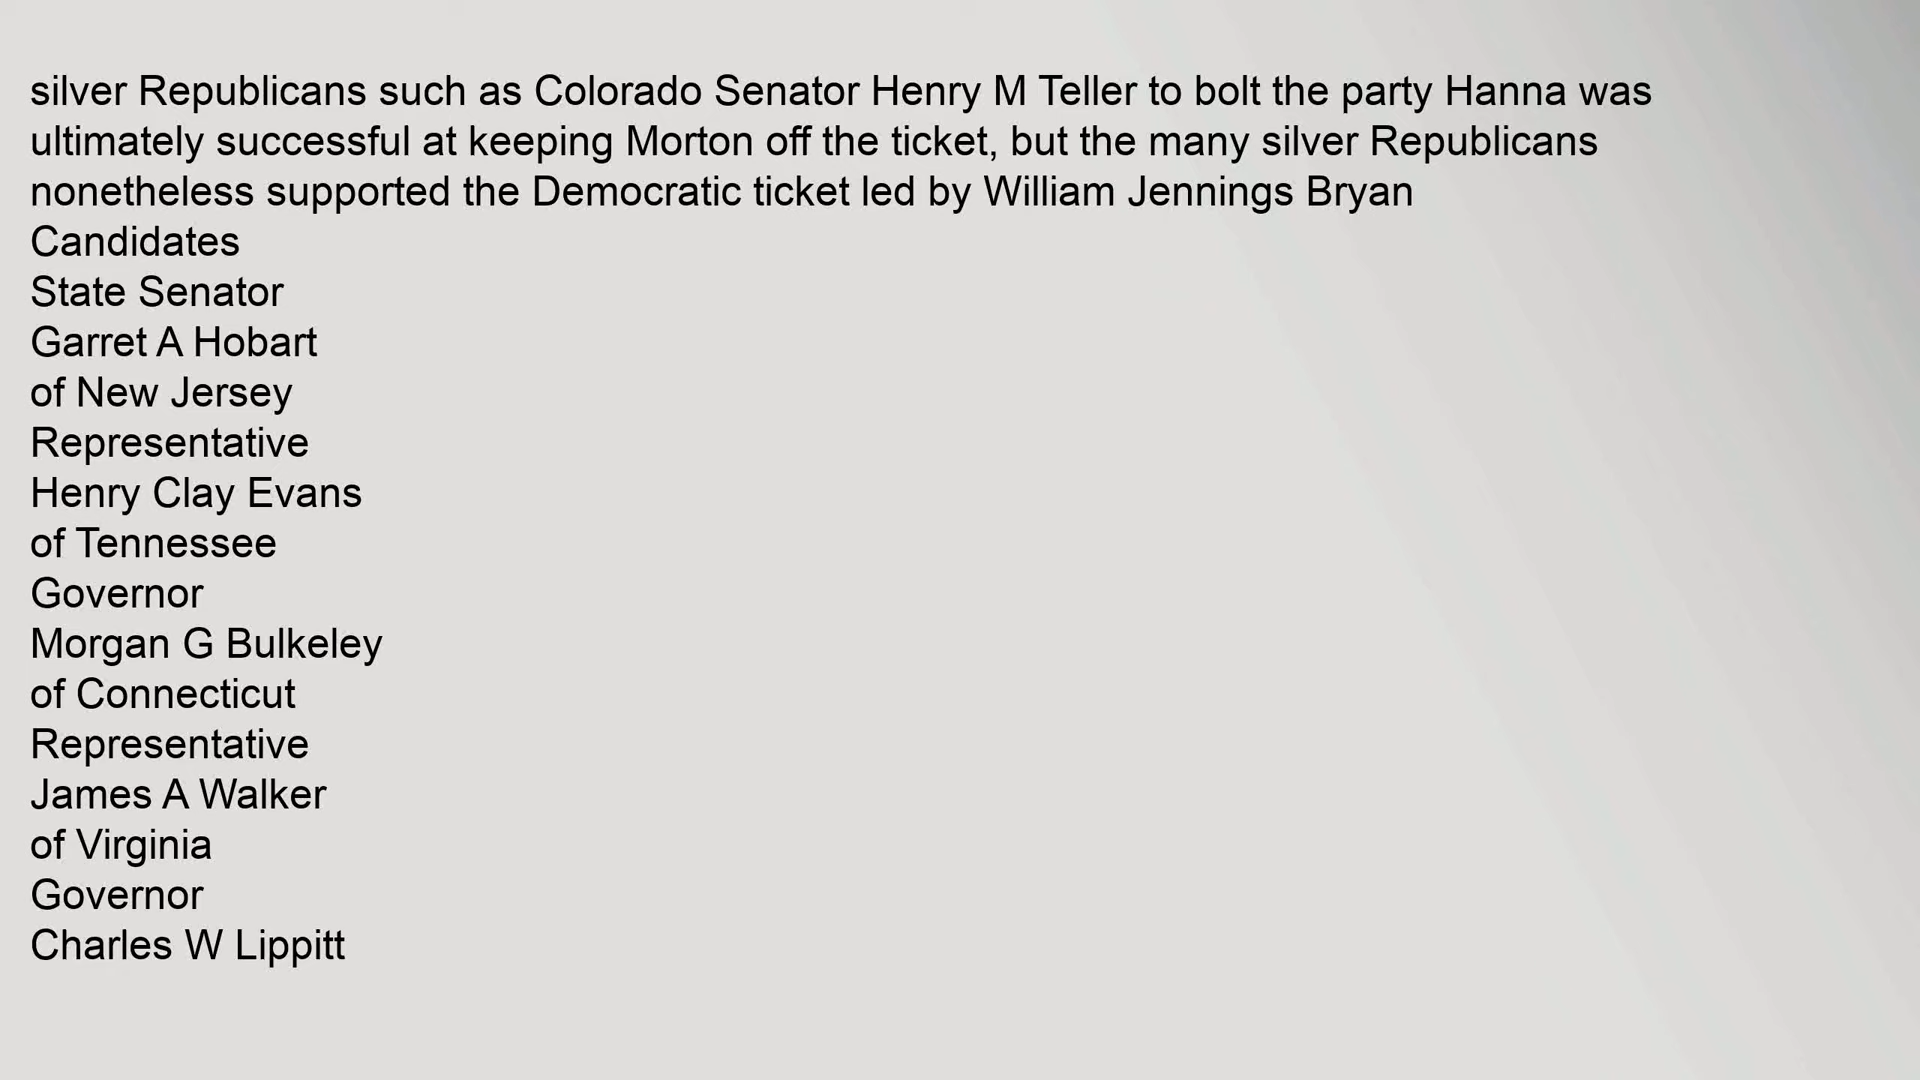 silver Republicans such as Colorado Senator Henry M Teller to bolt the party Hanna was
ultimately successful at keeping Morton off the ticket, but the many silver Republicans
nonetheless supported the Democratic ticket led by William Jennings Bryan
Candidates
State Senator
Garret A Hobart
of New Jersey
Representative
Henry Clay Evans
of Tennessee
Governor
Morgan G Bulkeley
of Connecticut
Representative
James A Walker
of Virginia
Governor
Charles W Lippitt